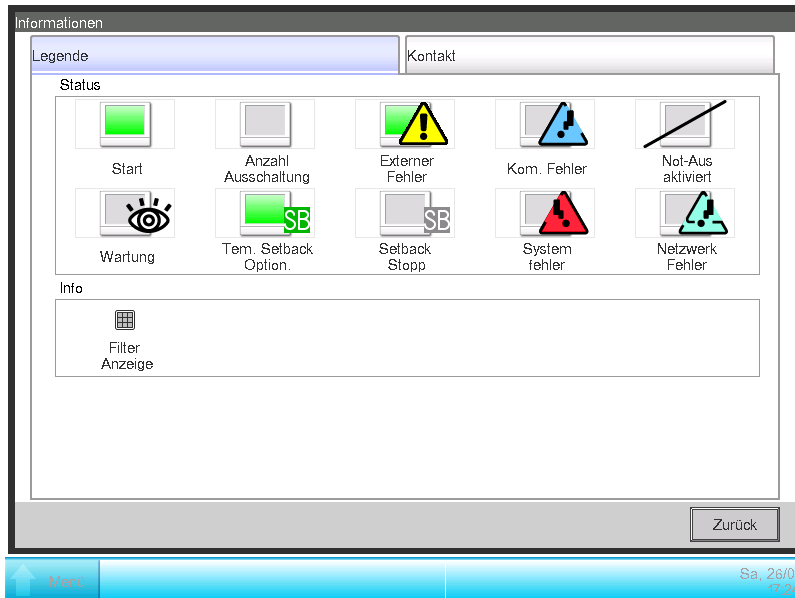 Informationen
Legende
Kontakt
Status
Start
Anzahl
Ausschaltung
Externer
Fehler
Kom. Fehler
Not-Aus
aktiviert
Wartung
SB
Tem. Setback
Option.
SB
Setback
Stopp
System
fehler
Netzwerk
Fehler
Info
Filter
Anzeige
Zurück
Menü
Sa, 26/0